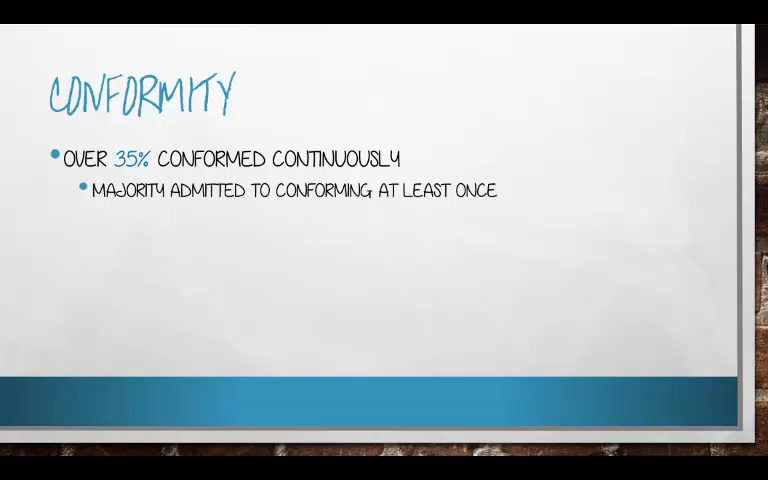 CONFORMITY
• OVER 35% CONFORMED CONTINUOUSLY
• MAJORITY ADMITTED TO CONFORMING AT LEAST ONCE